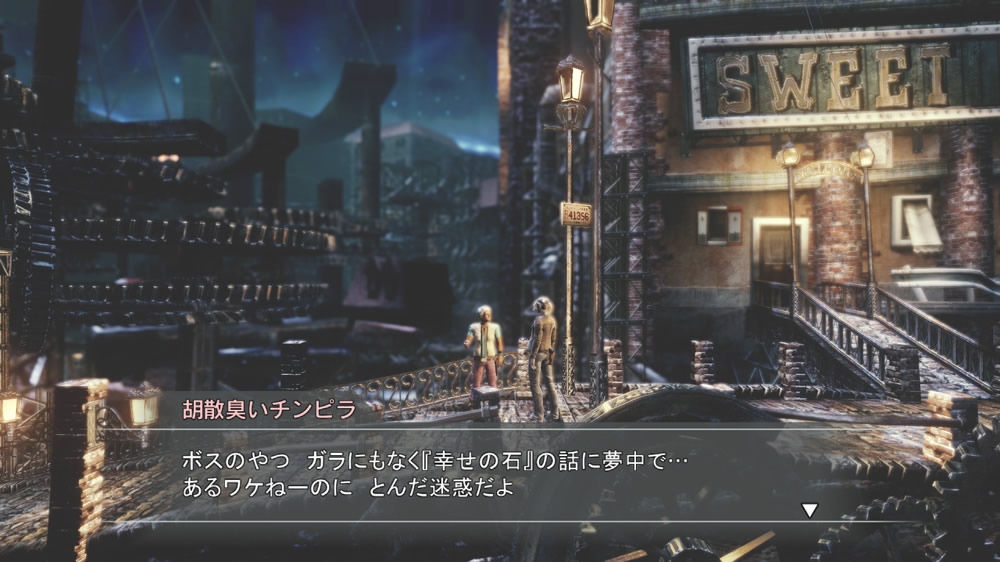 SWEET
41356
胡散臭いチンピラ
ボスのやつ　ガラにもなく『幸せの石』の話に夢中で…
あるワケねーのに　とんだ迷惑だよ